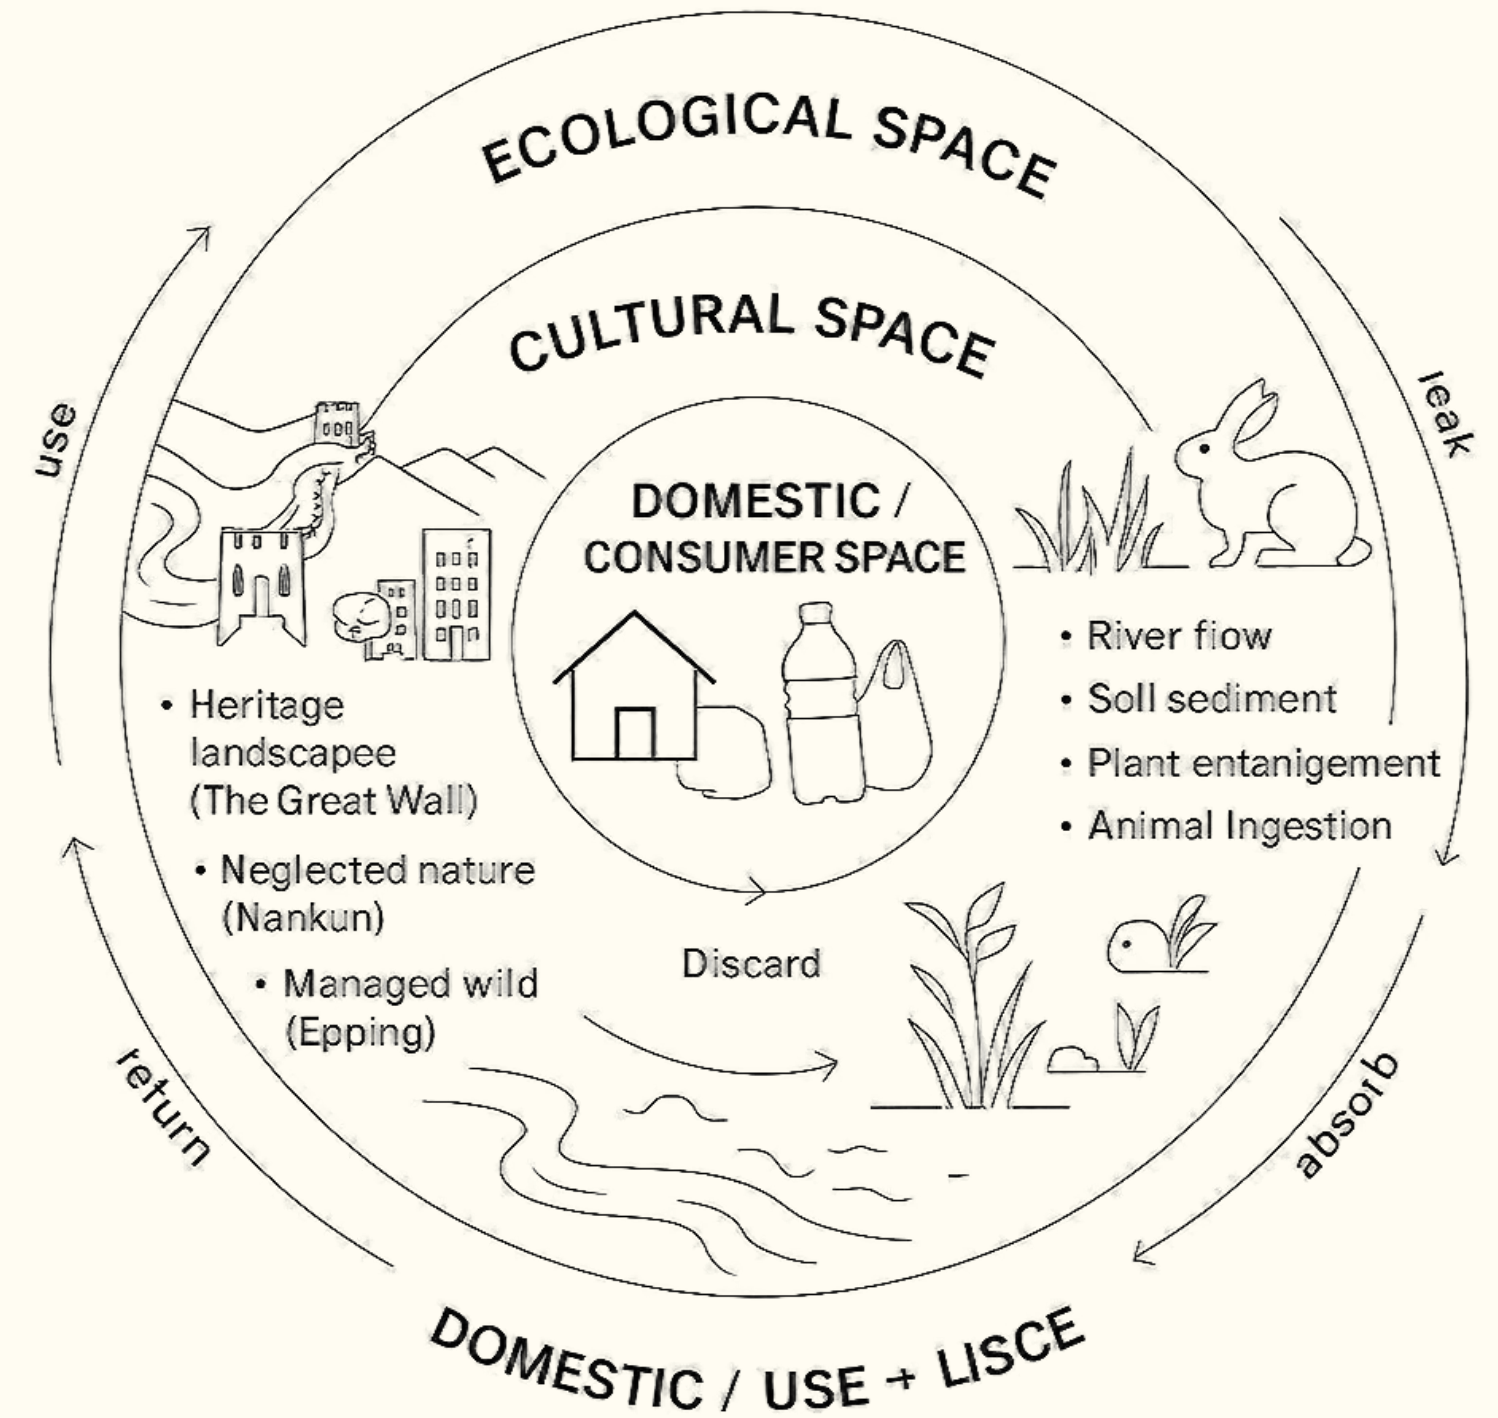 ECOLOGICAL SPACE
CULTURAL SPACE
DOMESTIC /
CONSUMER SPACE
use
leak
• River fiow
• Soll sediment
• Plant entanigement
• Animal Ingestion
• Heritage
landscapee
(The Great Wall)
• Neglected nature
(Nankun)
• Managed wild
(Epping)
Discard
return
absorb
DOMESTIC / USE + LISCE